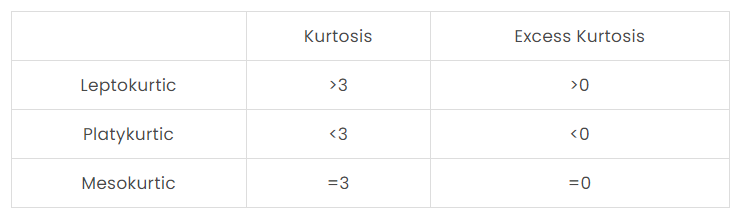 Kurtosis Excess Kurtosis
Leptokurtic >3 >0
Platykurtic <3 <0
Mesokurtic =3 =0